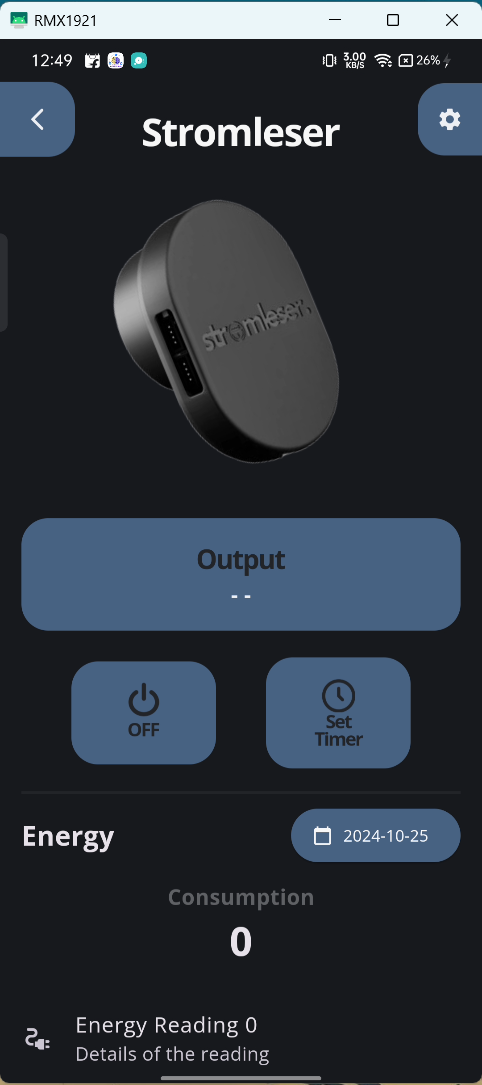 RMX1921
12:49
3.00
KB/S
26%
Stromleser
stromleser.
Output
--
OFF
Set
Timer
Energy
2024-10-25
Consumption
0
Energy Reading 0
Details of the reading